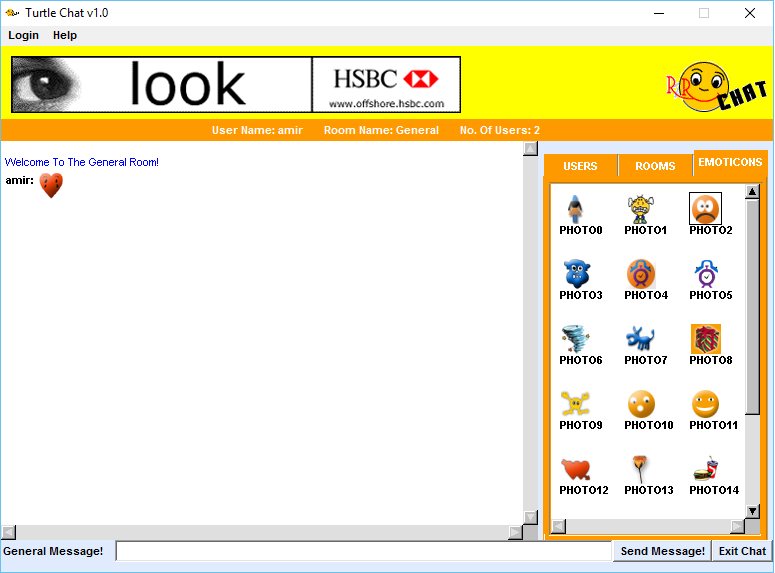 Turtle Chat v1.0
Login Help
look
HSBC
www.offshore.hsbc.com
CHAT
User Name: amir Room Name: General No. Of Users: 2
Welcome To The General Room!
amir:
USERS ROOMS EMOTICONS
PHOTO0 PHOTO1 PHOTO2
PHOTO3 PHOTO4 PHOTO5
PHOTO6 PHOTO7 PHOTO8
PHOTO9 PHOTO10 PHOTO11
PHOTO12 PHOTO13 PHOTO14
General Message! Send Message! Exit Chat